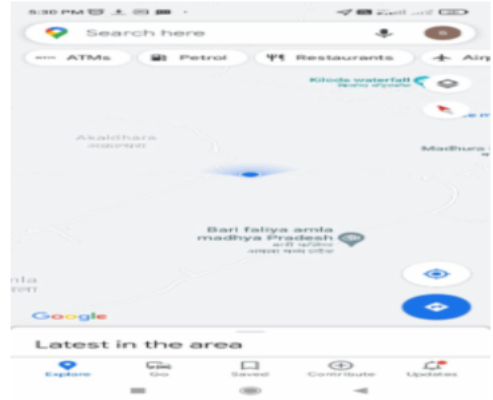 5:30 PM
Search here
ATMs
Petrol
Restaurants
Kiloda waterfall
Akaldhara
Madhura
Bari faliya amla
madhya Pradesh
Google
Latest in the area
Explore
Go
Saved
Contribute
Updates